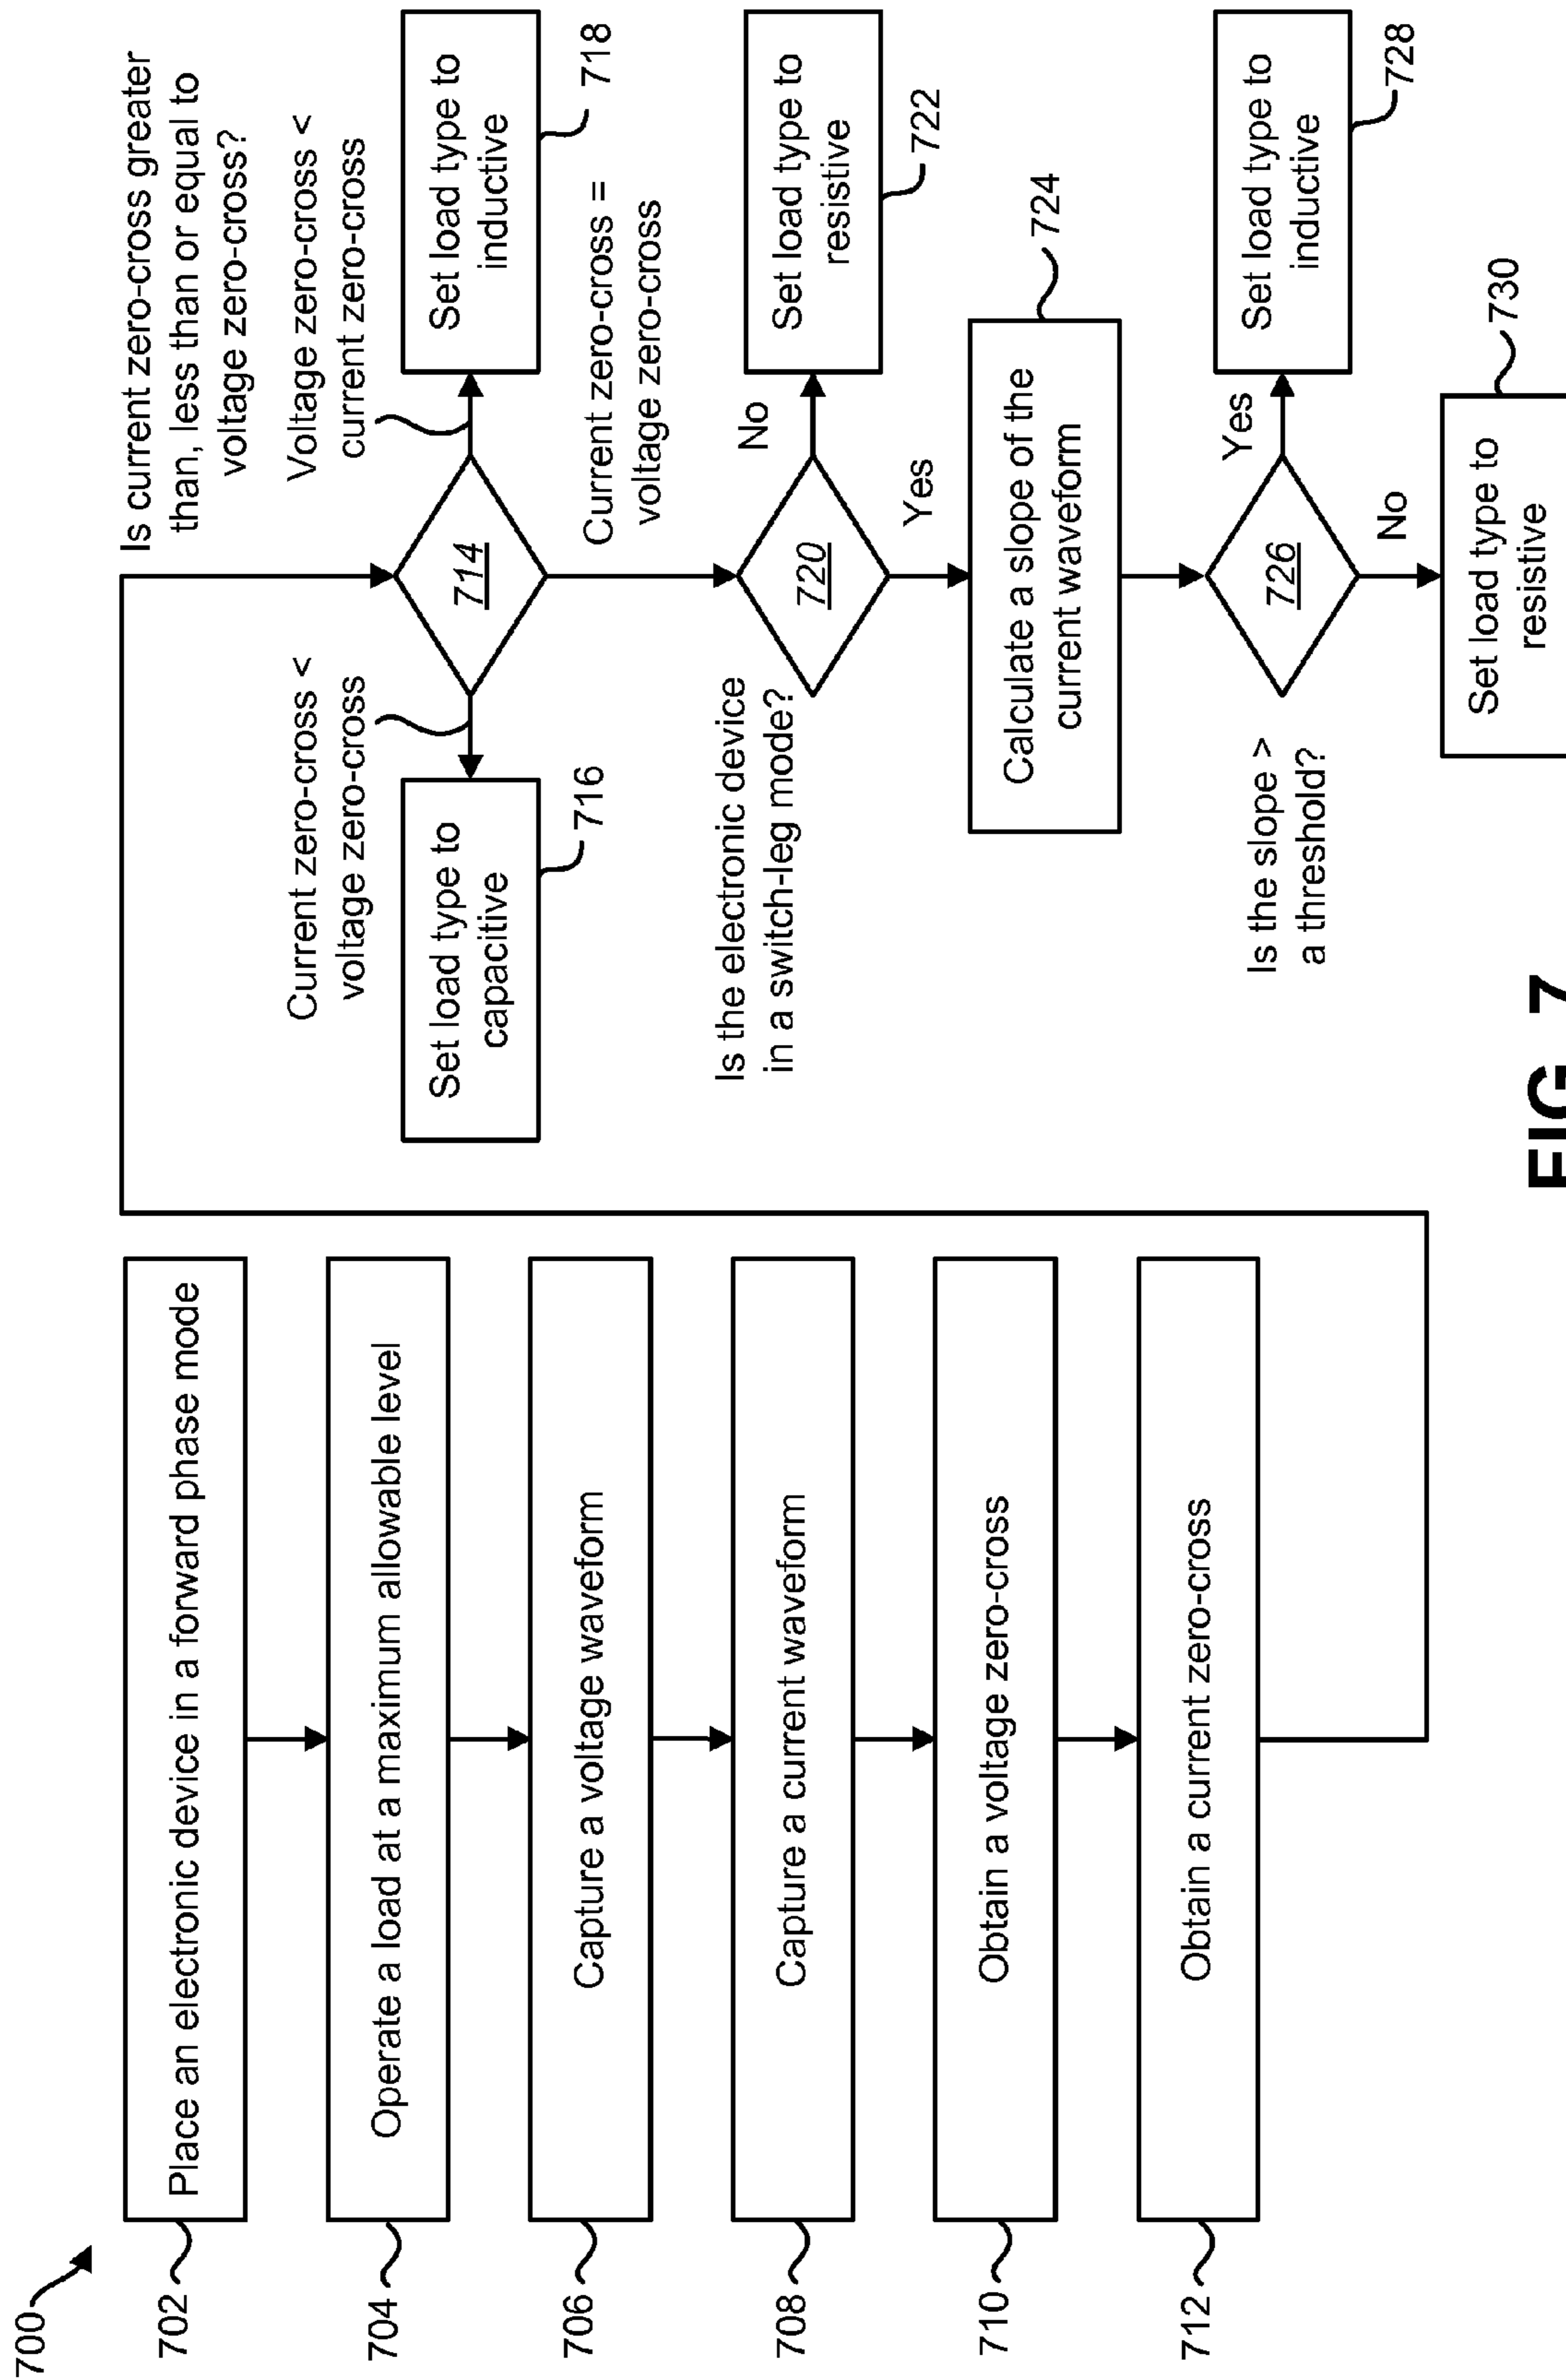 700
702
Place an electronic device in a forward phase mode
704
Operate a load at a maximum allowable level
706
Capture a voltage waveform
708
Capture a current waveform
710
Obtain a voltage zero-cross
712
Obtain a current zero-cross
Is current zero-cross greater
than, less than or equal to
voltage zero-cross?
714
Current zero-cross <
voltage zero-cross
Set load type to
capacitive
716
Voltage zero-cross <
current zero-cross
Set load type to
inductive
718
Current zero-cross =
voltage zero-cross
Is the electronic device
in a switch-leg mode?
720
No
Set load type to
resistive
722
Yes
Calculate a slope of the
current waveform
724
Is the slope >
a threshold?
726
Yes
Set load type to
inductive
728
No
Set load type to
resistive
730
FIG. 7